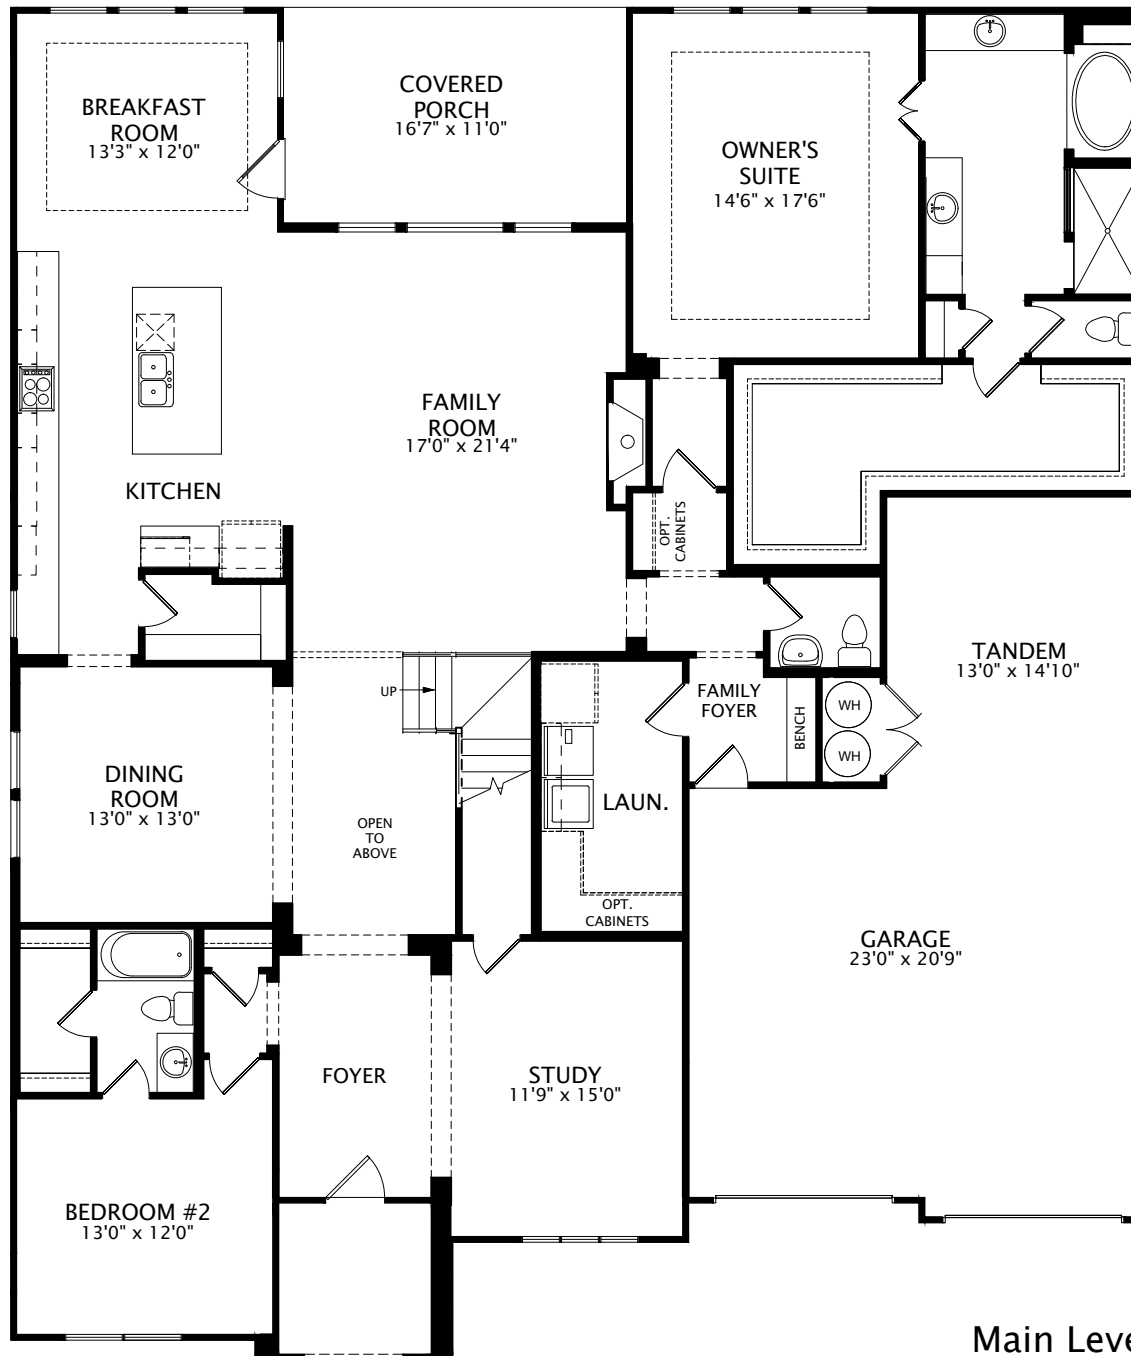 COVERED
PORCH
16'7" x 11'0"
BREAKFAST
ROOM
13'3" x 12'0"
OWNER'S
SUITE
14'6" x 17'6"
FAMILY
ROOM
17'0" x 21'4"
KITCHEN
OPT.
CABINETS
TANDEM
13'0" x 14'10"
UP
FAMILY
FOYER
BENCH
WH
WH
DINING
ROOM
13'0" x 13'0"
LAUN.
OPEN
TO
ABOVE
OPT.
CABINETS
GARAGE
23'0" x 20'9"
FOYER
STUDY
11'9" x 15'0"
BEDROOM #2
13'0" x 12'0"
Main Leve